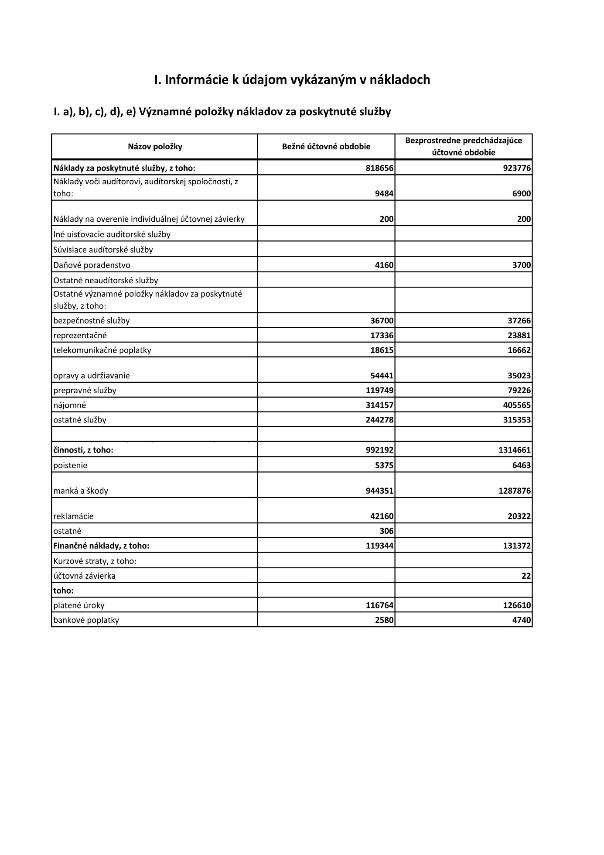 I. Informácie k údajom vykázaným v nákladoch
I. a), b), c), d), e) Významné položky nákladov za poskytnuté služby
Názov položky Bežné účtovné obdobie Bezprostredne predchádzajúce
účtovné obdobie
Náklady za poskytnuté služby, z toho: 818656 923776
Náklady voči audítorovi, audítorskej spoločnosti, z
toho: 9484 6900
Náklady na overenie individuálnej účtovnej závierky 200 200
Iné uisťovacie audítorské služby
Súvisiace audítorské služby
Daňové poradenstvo 4160 3700
Ostatné neaudítorské služby
Ostatné významné položky nákladov za poskytnuté
služby, z toho:
bezpečnostné služby 36700 37266
reprezentačné 17336 23881
telekomunikačné poplatky 18615 16662
opravy a udržiavanie 54441 35023
prepravné služby 119749 79226
nájomné 314157 405565
ostatné služby 244278 315353
činnosti, z toho: 992192 1314661
poistenie 5375 6463
manká a škody 944351 1287876
reklamácie 42160 20322
ostatné 306
Finančné náklady, z toho: 119344 131372
Kurzové straty, z toho:
účtovná závierka 22
toho:
platené úroky 116764 126610
bankové poplatky 2580 4740